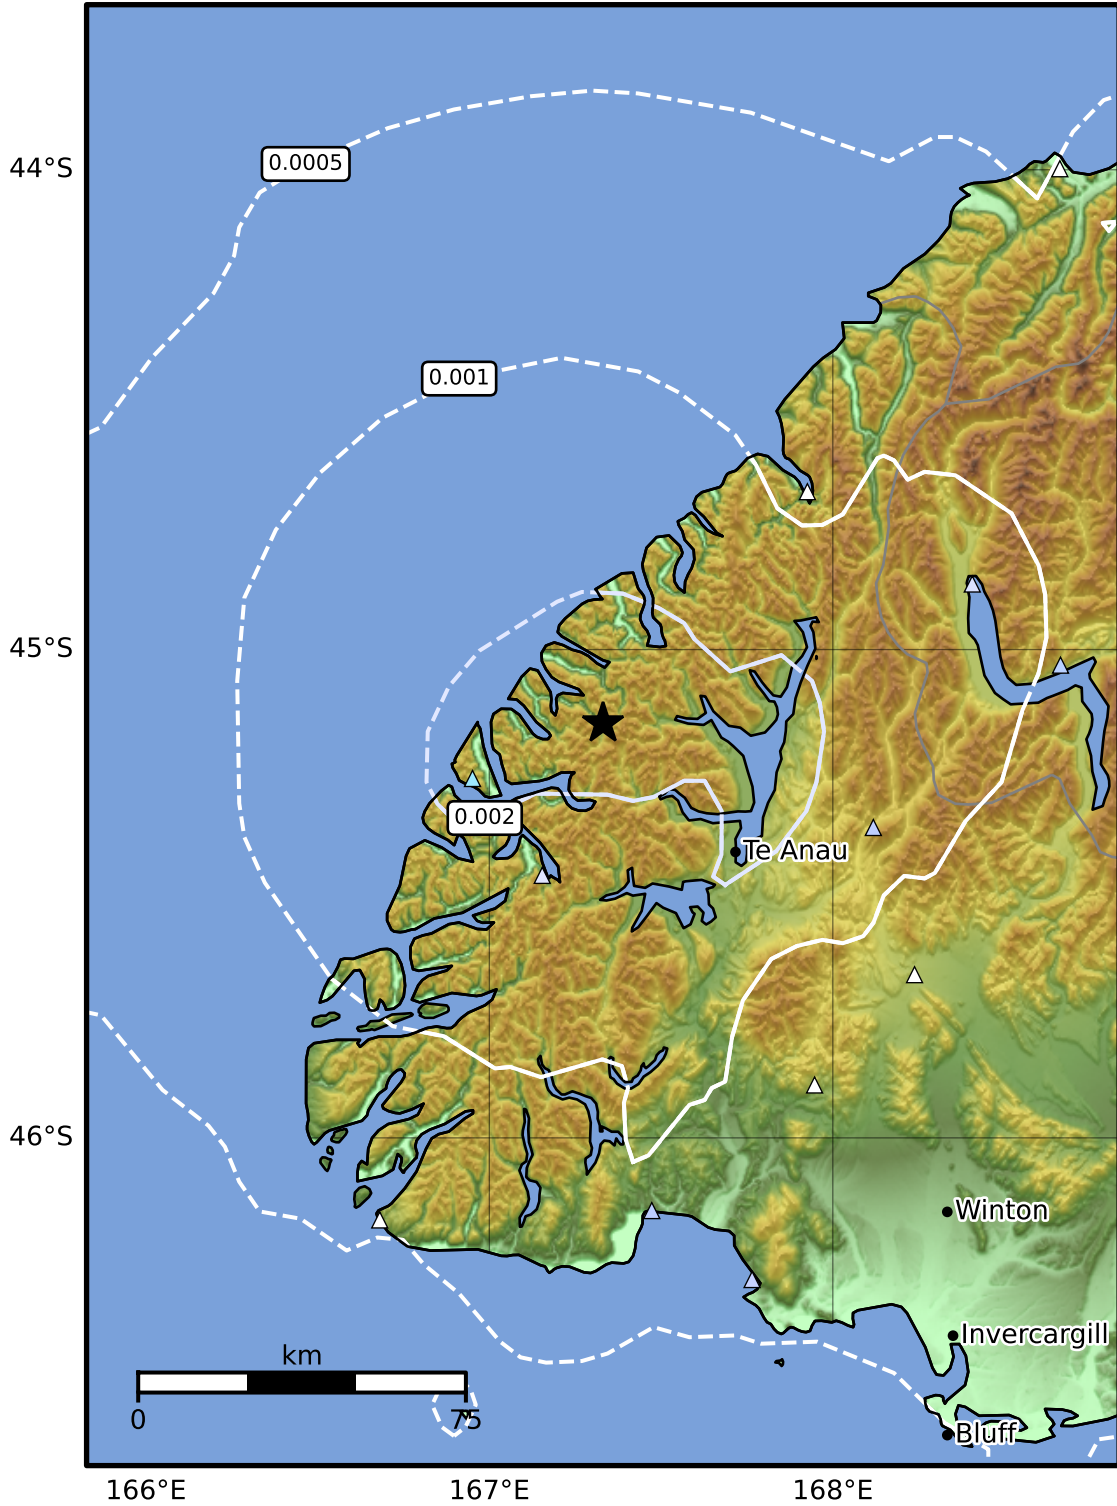 0.0005
44°S
0.001
45°S
0.002
Te Anau
46°S
Winton
Invercargill
km
0
75
Bluff
166°E
167°E
168°E